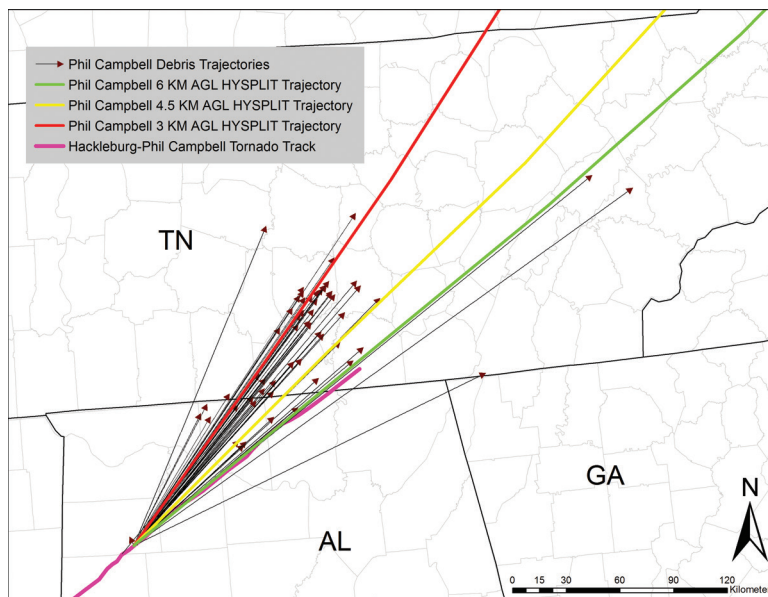 Phil Campbell Debris Trajectories
Phil Campbell 6 KM AGL HYSPLIT Trajectory
Phil Campbell 4.5 KM AGL HYSPLIT Trajectory
Phil Campbell 3 KM AGL HYSPLIT Trajectory
Hackleburg-Phil Campbell Tornado Track
TN
GA
N
AL
0 15 30 60 90 120
Kilometer